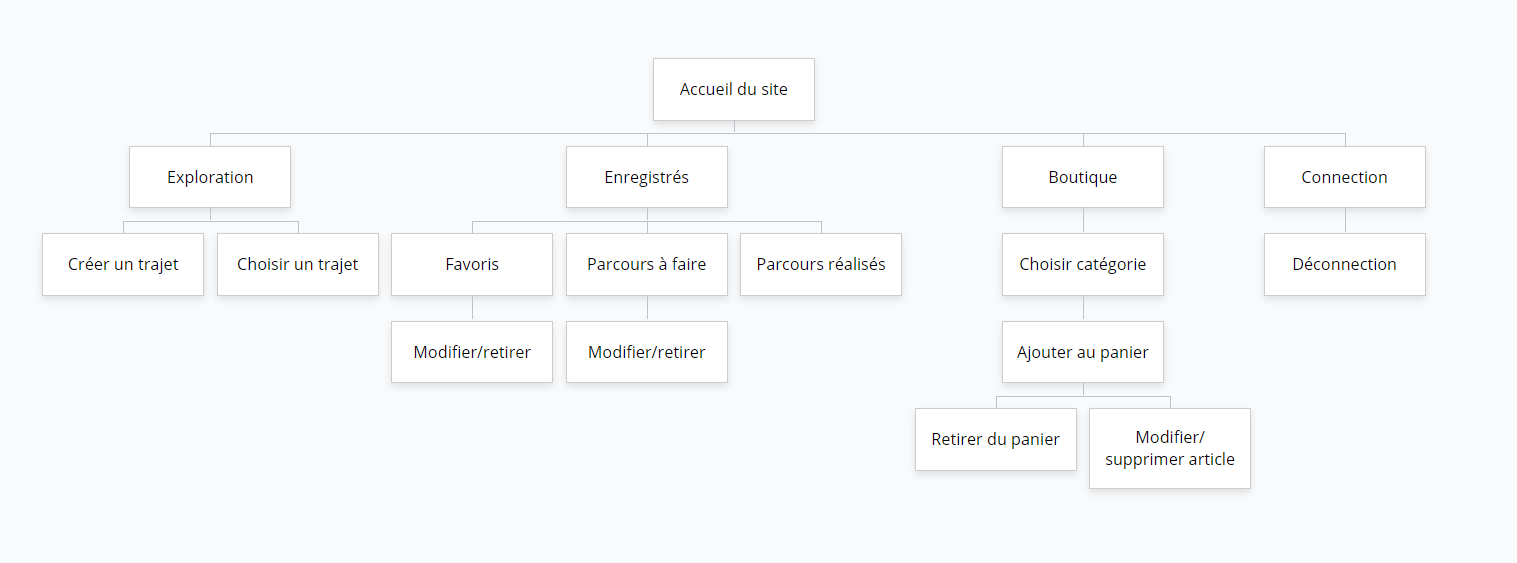 Accueil du site
Exploration
Enregistrés
Boutique
Connection
Créer un trajet
Choisir un trajet
Favoris
Parcours à faire
Parcours réalisés
Choisir catégorie
Déconnection
Modifier/retirer
Modifier/retirer
Ajouter au panier
Retirer du panier
Modifier/
supprimer article